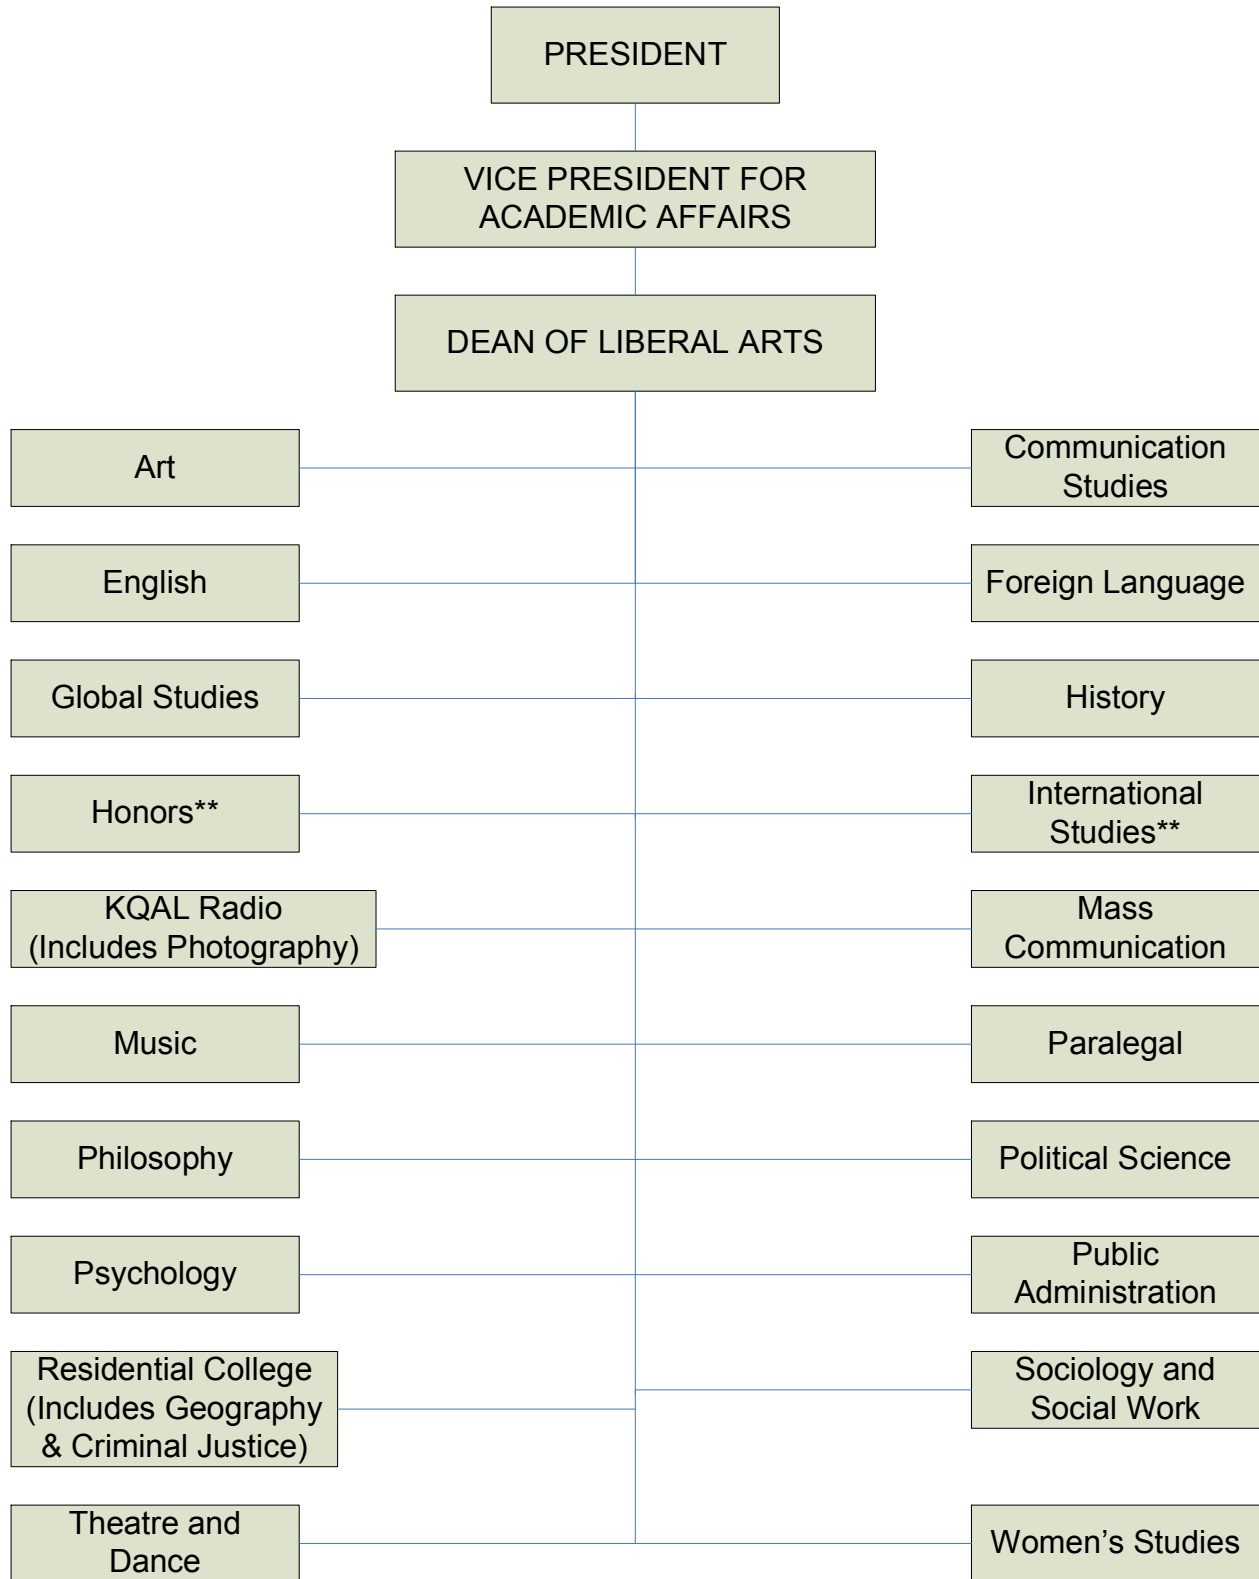 PRESIDENT
VICE PRESIDENT FOR
ACADEMIC AFFAIRS
DEAN OF LIBERAL ARTS
Art
Communication
Studies
English
Foreign Language
Global Studies
History
Honors**
International
Studies**
KQAL Radio
(Includes Photography)
Mass
Communication
Music
Paralegal
Philosophy
Political Science
Psychology
Public
Administration
Residential College
(Includes Geography
& Criminal Justice)
Sociology and
Social Work
Theatre and
Dance
Women’s Studies